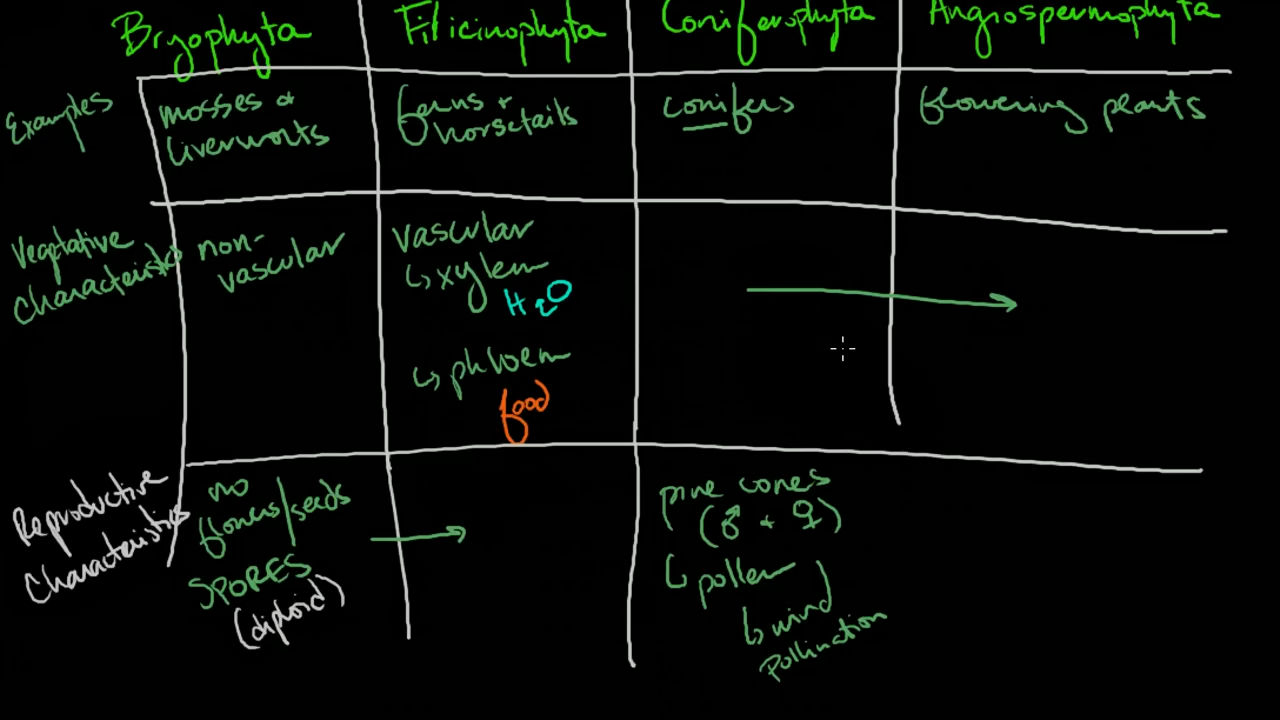 Bryophyta
Filicinophyta
Coniferophyta
Angiospermophyta
Examples
mosses +
liverworts
ferns +
horsetails
conifers
flowering plants
Vegetative
characteristics
non-
vascular
vascular
↳ xylem
H2O
↳ phloem
food
Reproductive
Characteristics
no
flowers/seeds
SPORES
(diploid)
pine cones
(♂ + ♀)
↳ pollen
↳ wind
pollination